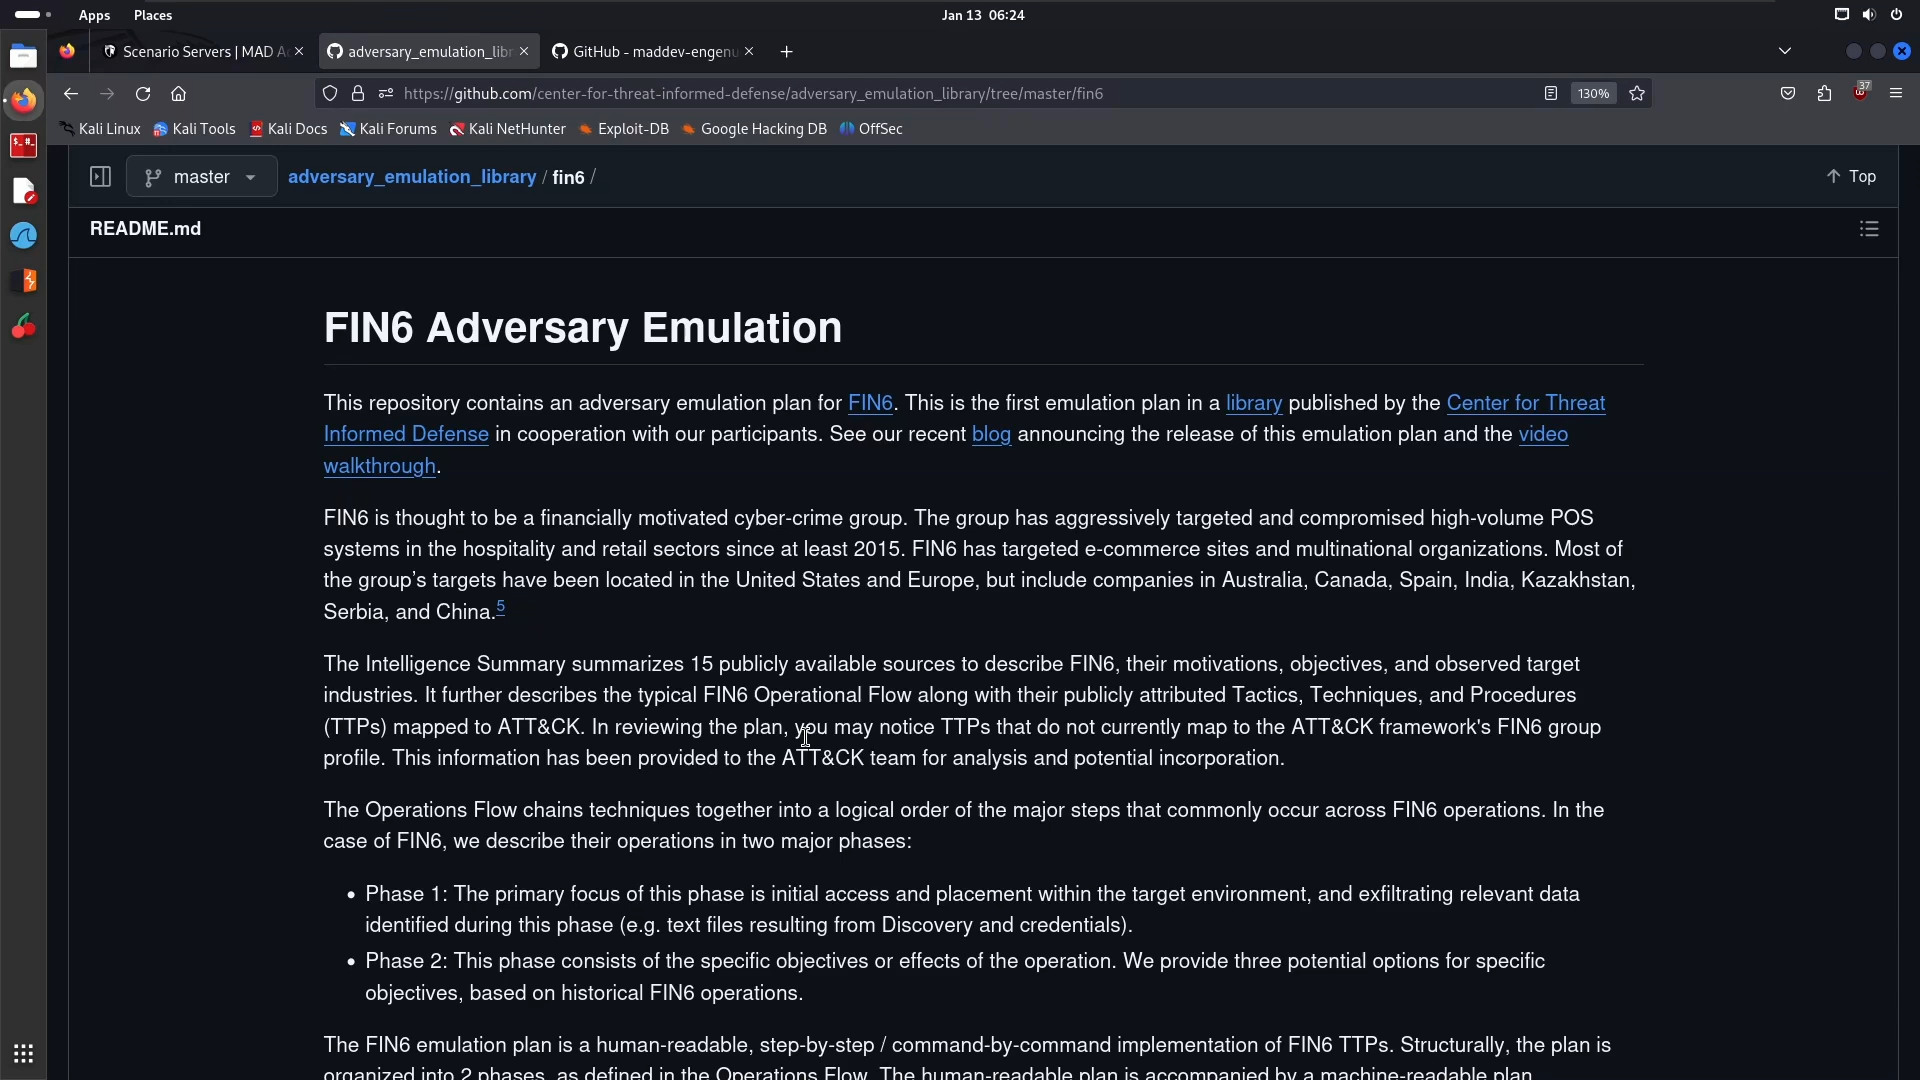 Apps Places Jan 13 06:24
Scenario Servers | MAD A adversary_emulation_libr GitHub - maddev-engenu
https://github.com/center-for-threat-informed-defense/adversary_emulation_library/tree/master/fin6 130% 37
Kali Linux Kali Tools Kali Docs Kali Forums Kali NetHunter Exploit-DB Google Hacking DB OffSec
master adversary_emulation_library / fin6 / Top
README.md
FIN6 Adversary Emulation
This repository contains an adversary emulation plan for FIN6. This is the first emulation plan in a library published by the Center for Threat
Informed Defense in cooperation with our participants. See our recent blog announcing the release of this emulation plan and the video
walkthrough.
FIN6 is thought to be a financially motivated cyber-crime group. The group has aggressively targeted and compromised high-volume POS
systems in the hospitality and retail sectors since at least 2015. FIN6 has targeted e-commerce sites and multinational organizations. Most of
the group’s targets have been located in the United States and Europe, but include companies in Australia, Canada, Spain, India, Kazakhstan,
Serbia, and China.5
The Intelligence Summary summarizes 15 publicly available sources to describe FIN6, their motivations, objectives, and observed target
industries. It further describes the typical FIN6 Operational Flow along with their publicly attributed Tactics, Techniques, and Procedures
(TTPs) mapped to ATT&CK. In reviewing the plan, you may notice TTPs that do not currently map to the ATT&CK framework's FIN6 group
profile. This information has been provided to the ATT&CK team for analysis and potential incorporation.
The Operations Flow chains techniques together into a logical order of the major steps that commonly occur across FIN6 operations. In the
case of FIN6, we describe their operations in two major phases:
• Phase 1: The primary focus of this phase is initial access and placement within the target environment, and exfiltrating relevant data
identified during this phase (e.g. text files resulting from Discovery and credentials).
• Phase 2: This phase consists of the specific objectives or effects of the operation. We provide three potential options for specific
objectives, based on historical FIN6 operations.
The FIN6 emulation plan is a human-readable, step-by-step / command-by-command implementation of FIN6 TTPs. Structurally, the plan is
organized into 2 phases, as defined in the Operations Flow. The human-readable plan is accompanied by a machine-readable plan